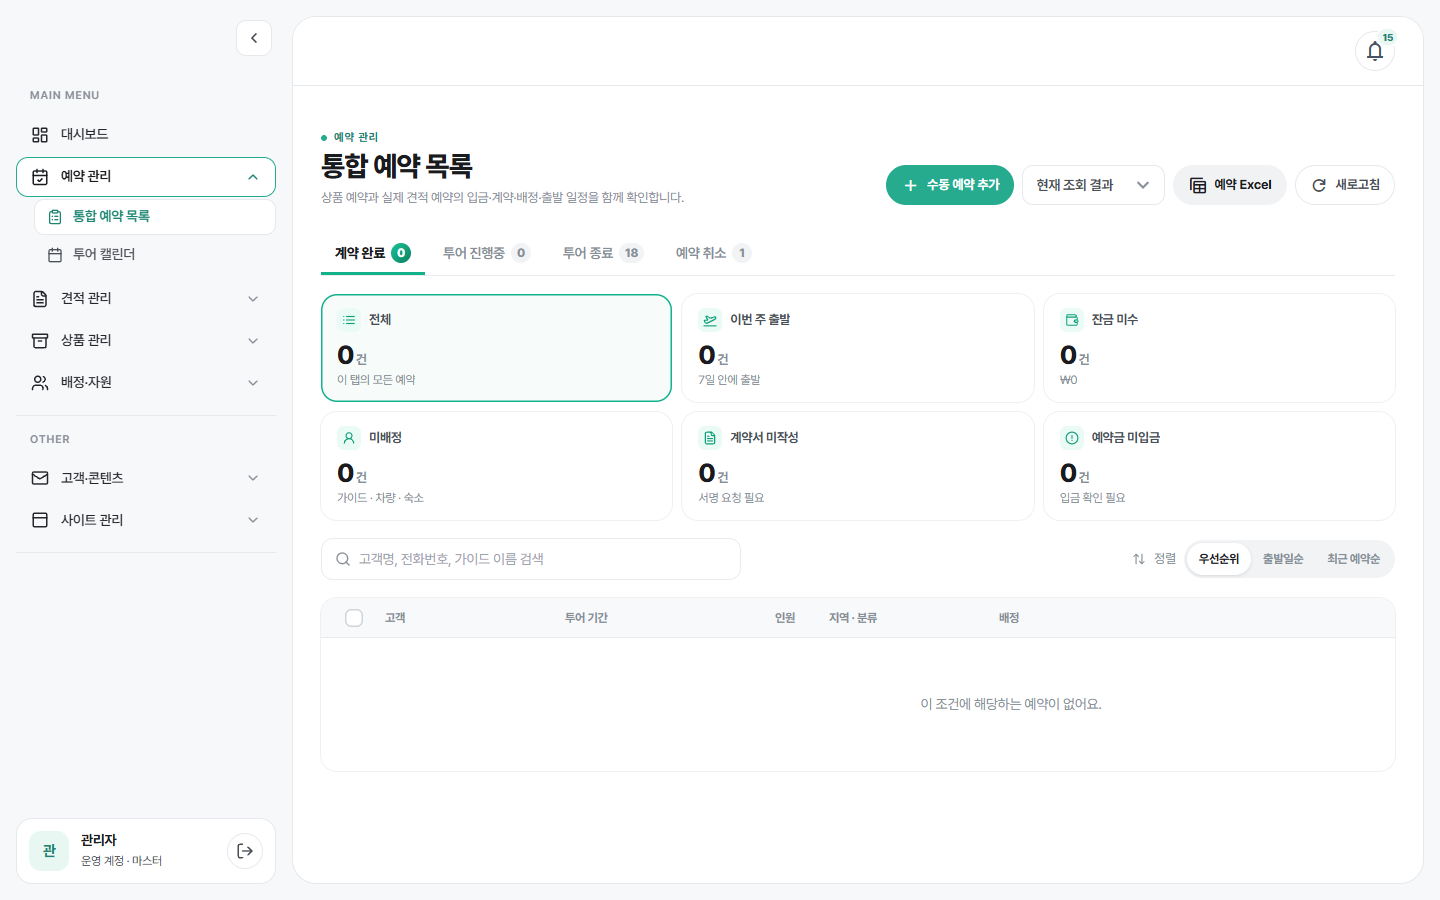 15
MAIN MENU
대시보드
예약 관리
통합 예약 목록
투어 캘린더
견적 관리
상품 관리
배정·자원
OTHER
고객·콘텐츠
사이트 관리
관
관리자
운영 계정 · 마스터
예약 관리
통합 예약 목록
상품 예약과 실제 견적 예약의 입금·계약·배정·출발 일정을 함께 확인합니다.
수동 예약 추가
현재 조회 결과
예약 Excel
새로고침
계약 완료 0
투어 진행중 0
투어 종료 18
예약 취소 1
전체
0건
이 탭의 모든 예약
이번 주 출발
0건
7일 안에 출발
잔금 미수
0건
₩0
미배정
0건
가이드 · 차량 · 숙소
계약서 미작성
0건
서명 요청 필요
예약금 미입금
0건
입금 확인 필요
고객명, 전화번호, 가이드 이름 검색
정렬
우선순위
출발일순
최근 예약순
고객
투어 기간
인원
지역 · 분류
배정
이 조건에 해당하는 예약이 없어요.